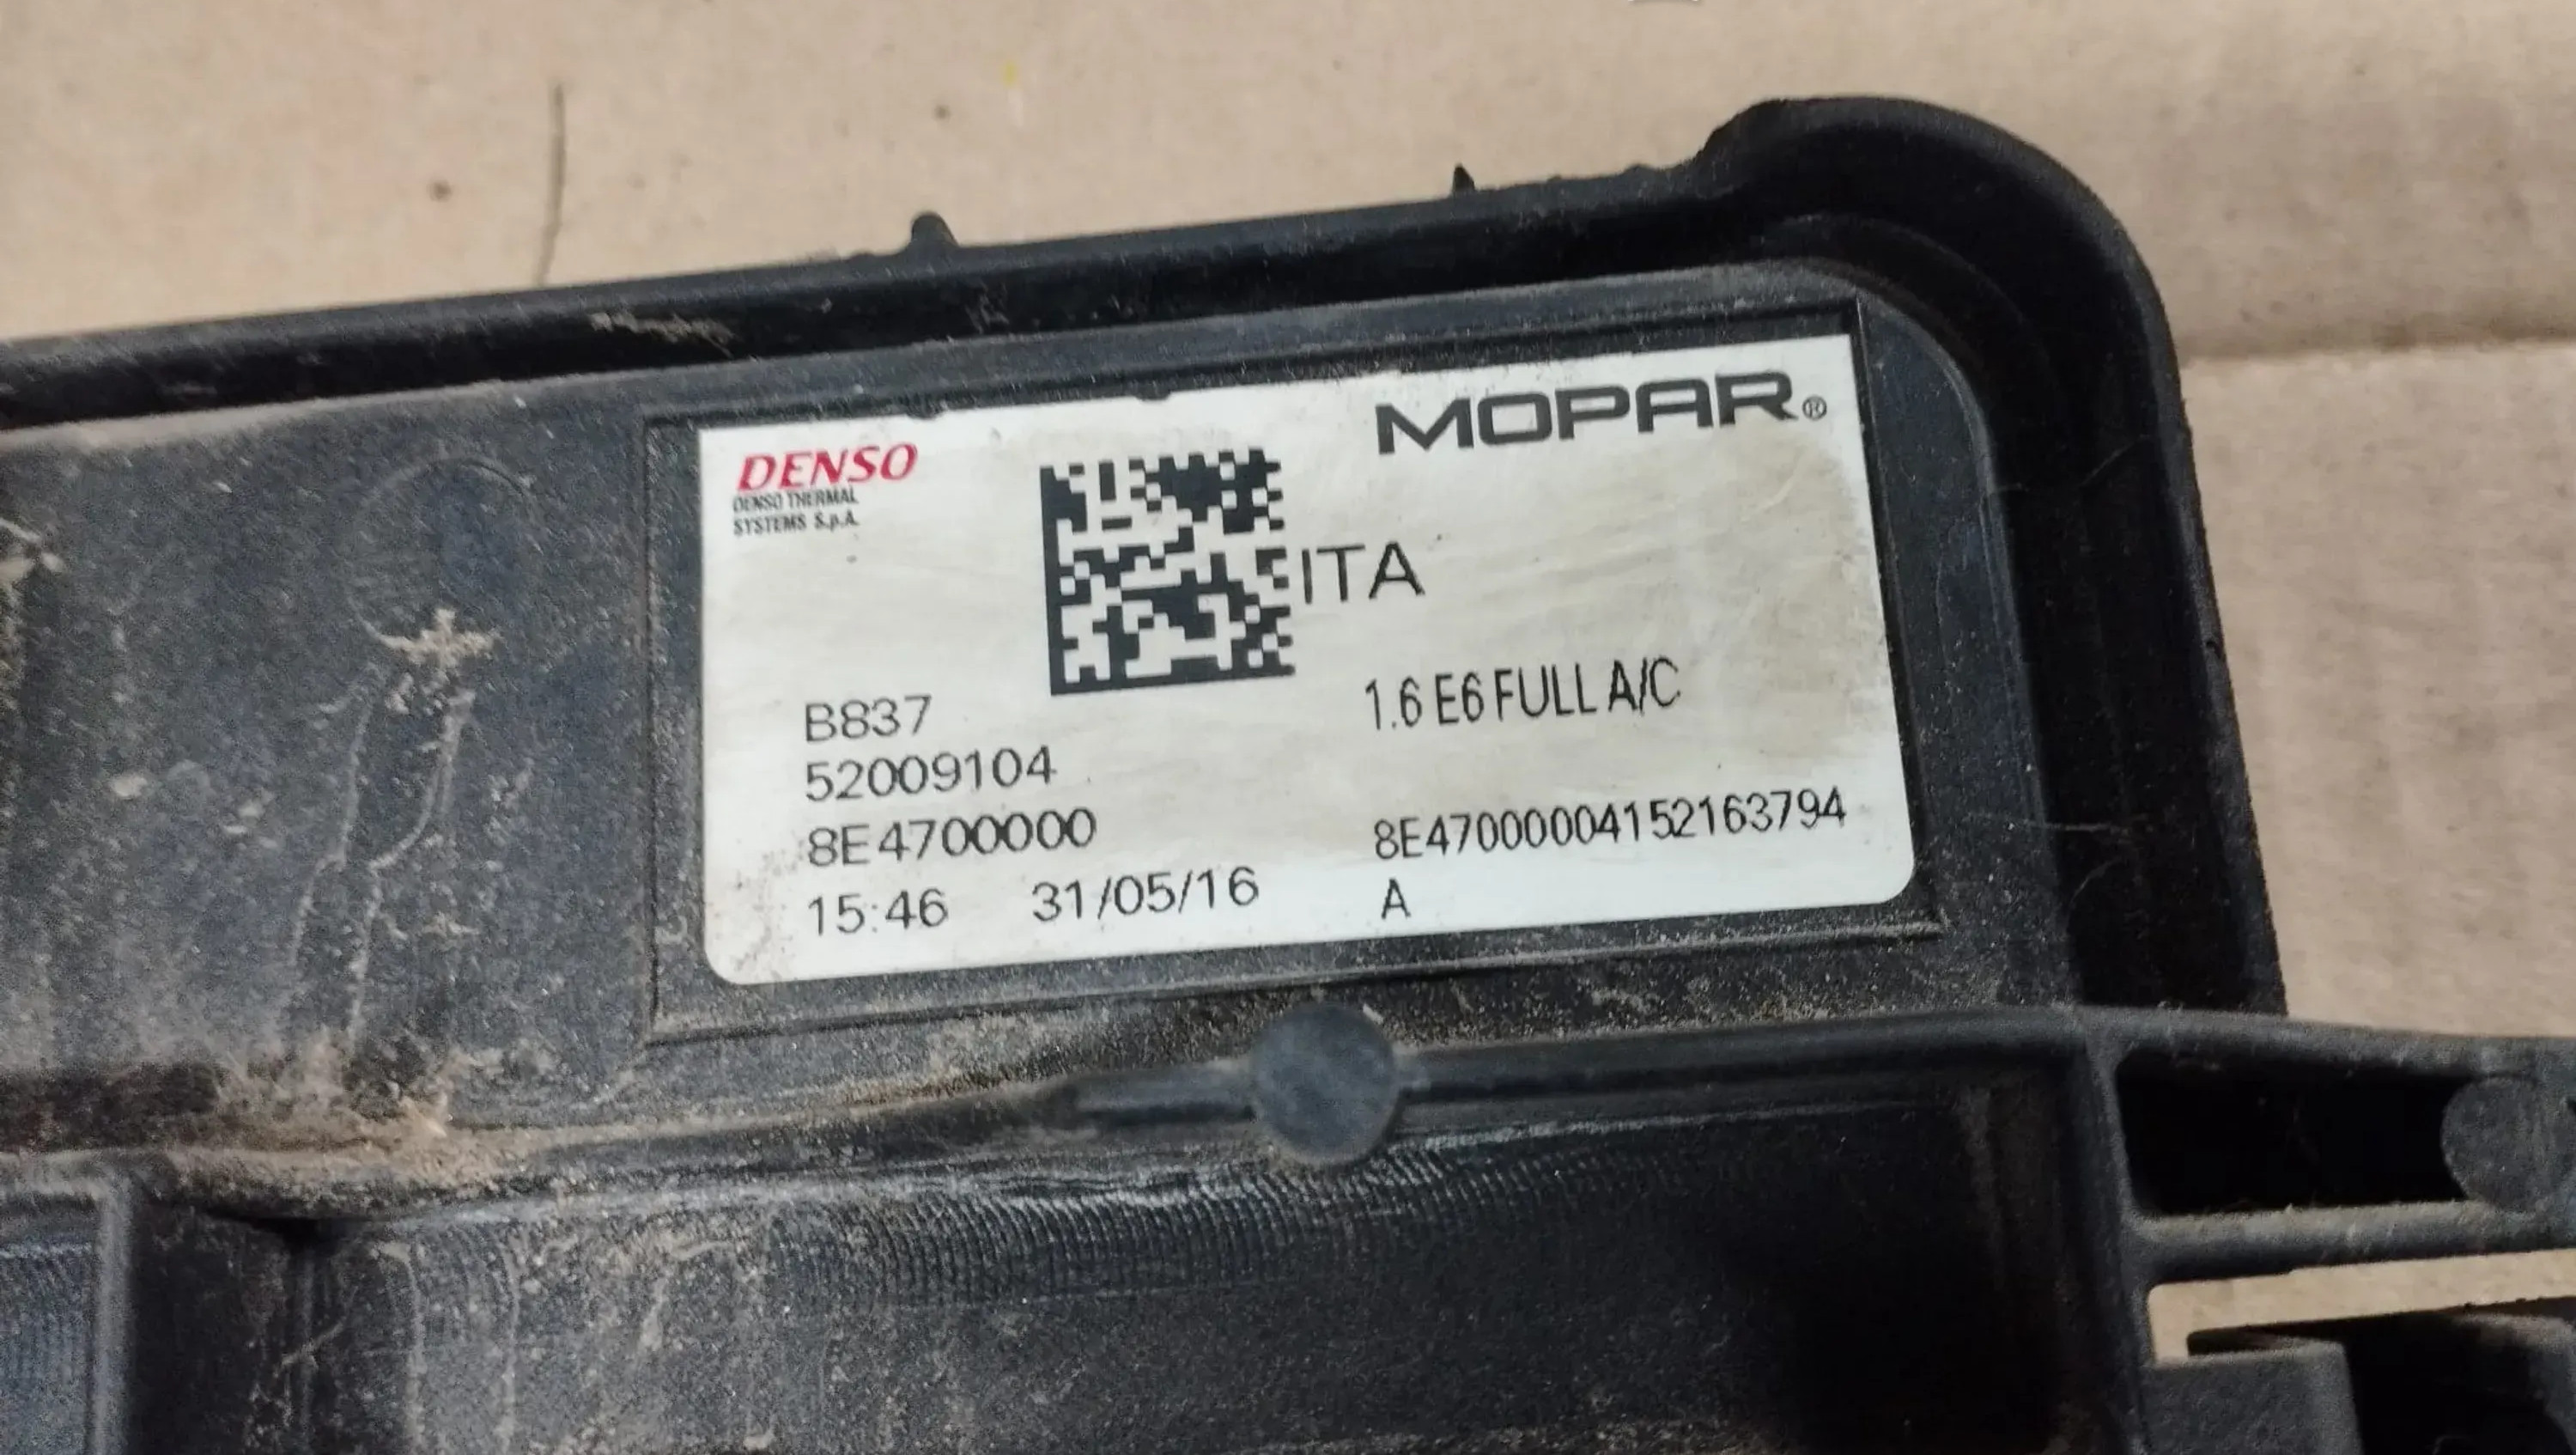 DENSO
DENSO THERMAL
SYSTEMS S.p.A.
MOPAR®
ITA
B837
52009104
8E4700000
15:46 31/05/16
1.6 E6 FULL A/C
8E47000004152163794
A